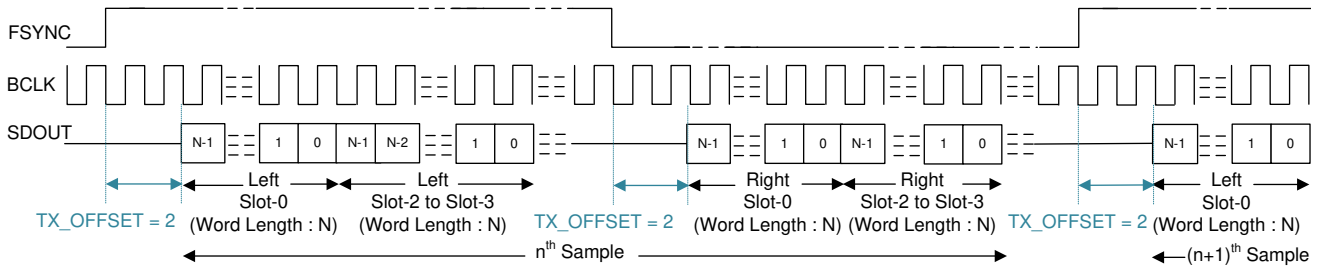 FSYNC
BCLK
SDOUT
N-1 1 0 N-1 N-2 1 0 N-1 1 0 N-1 1 0 N-1 1 0
Left Left Right Right Left
Slot-0 Slot-2 to Slot-3 Slot-0 Slot-2 to Slot-3 Slot-0
TX_OFFSET = 2 (Word Length : N) (Word Length : N) TX_OFFSET = 2 (Word Length : N) (Word Length : N) TX_OFFSET = 2 (Word Length : N)
nth Sample (n+1)th Sample